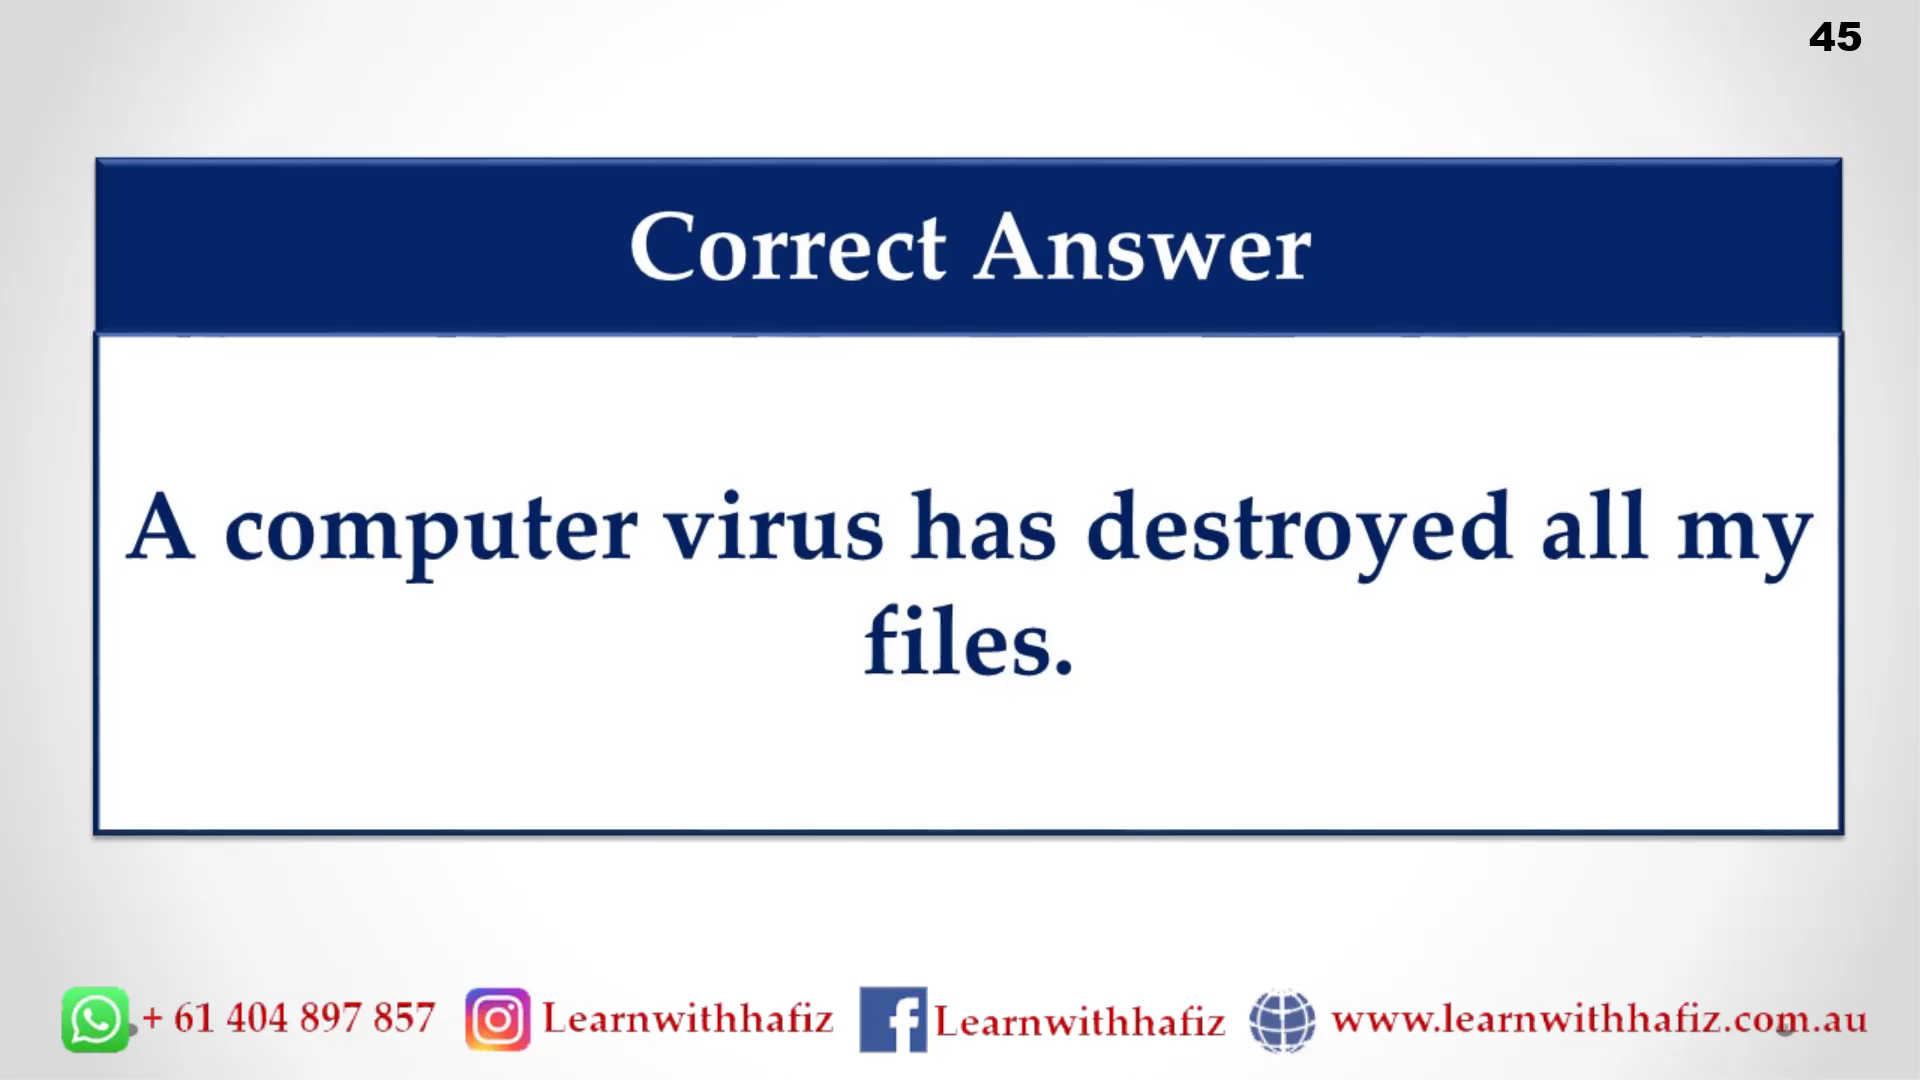 45
Correct Answer
A computer virus has destroyed all my
files.
+ 61 404 897 857 Learnwithhafiz Learnwithhafiz www.learnwithhafiz.com.au